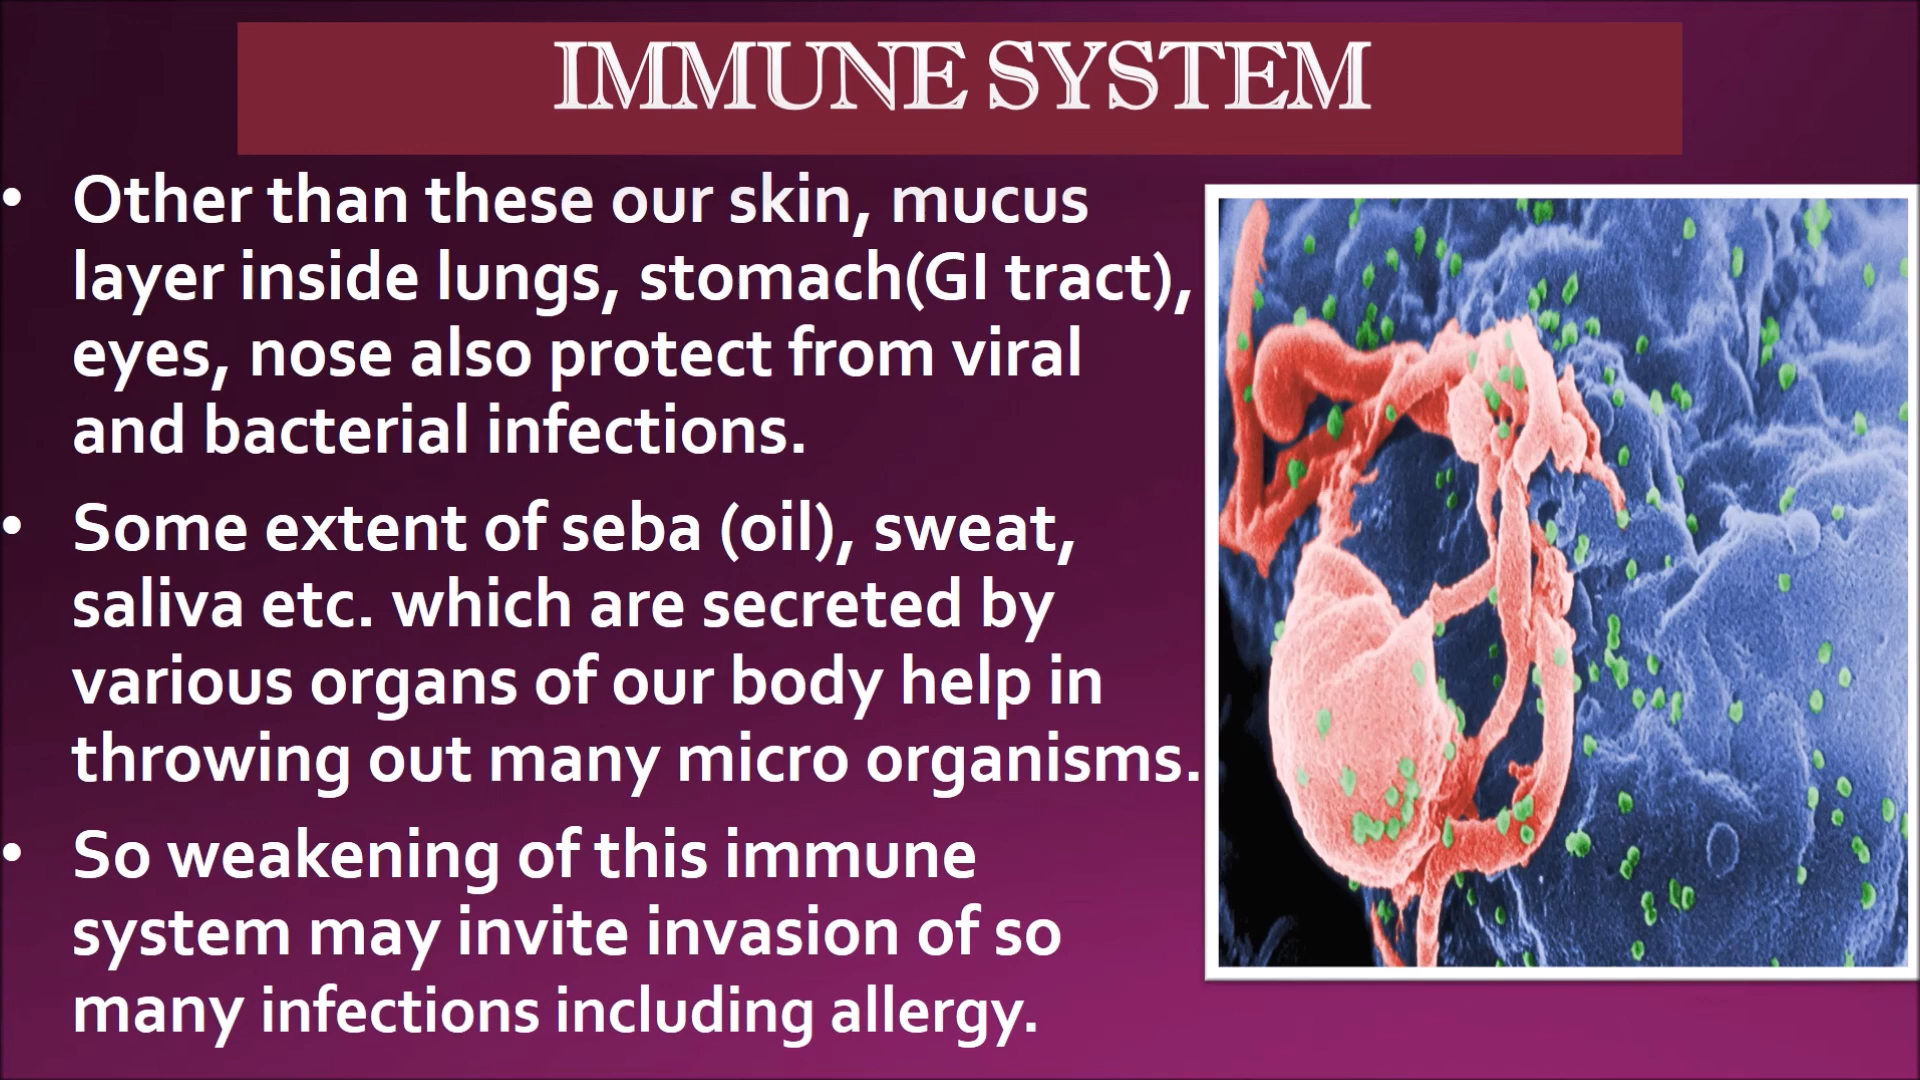 IMMUNE SYSTEM
• Other than these our skin, mucus
layer inside lungs, stomach(GI tract),
eyes, nose also protect from viral
and bacterial infections.
• Some extent of seba (oil), sweat,
saliva etc. which are secreted by
various organs of our body help in
throwing out many micro organisms.
• So weakening of this immune
system may invite invasion of so
many infections including allergy.